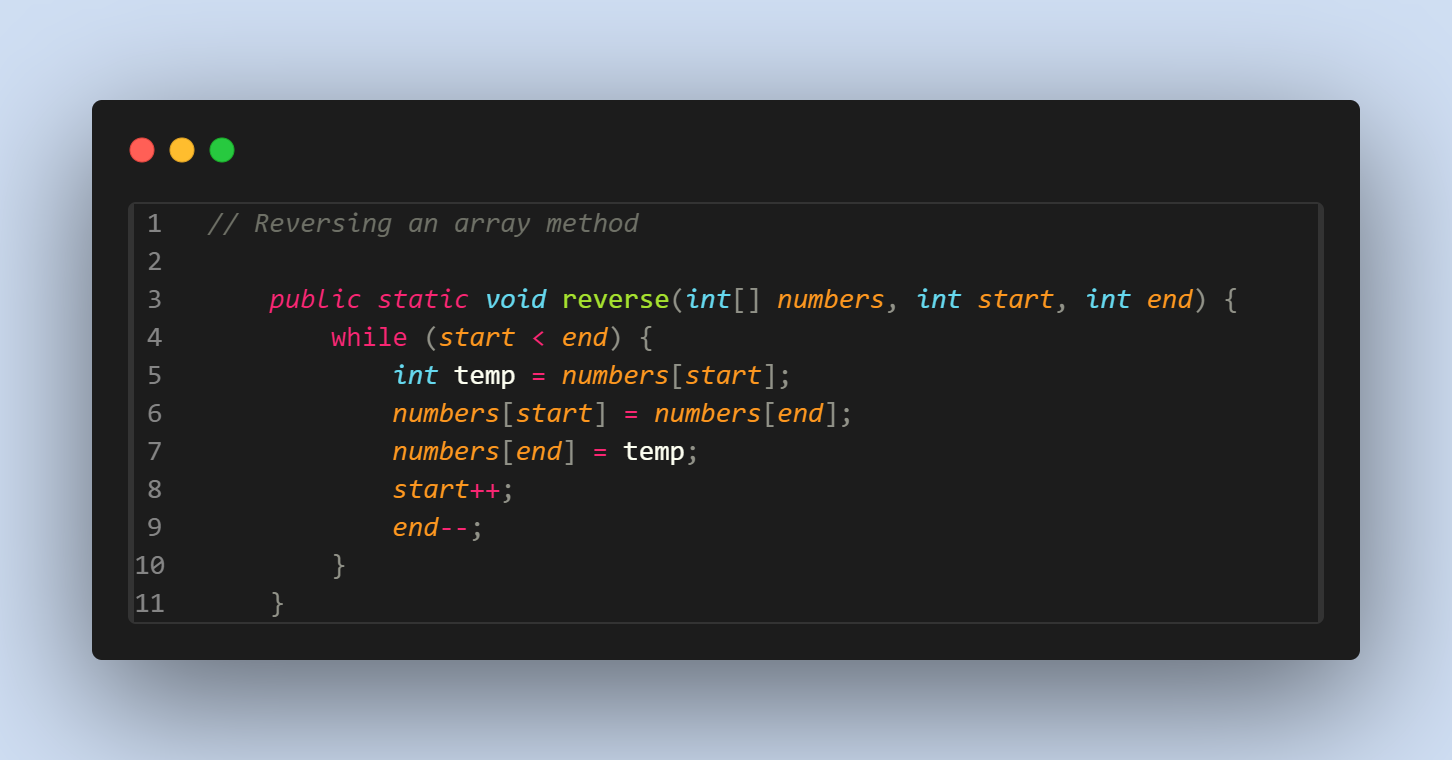 1 // Reversing an array method
2
3 public static void reverse(int[] numbers, int start, int end) {
4 while (start < end) {
5 int temp = numbers[start];
6 numbers[start] = numbers[end];
7 numbers[end] = temp;
8 start++;
9 end--;
10 }
11 }